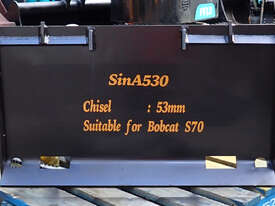 SinA530
Chisel : 53mm
Suitable for Bobcat S70